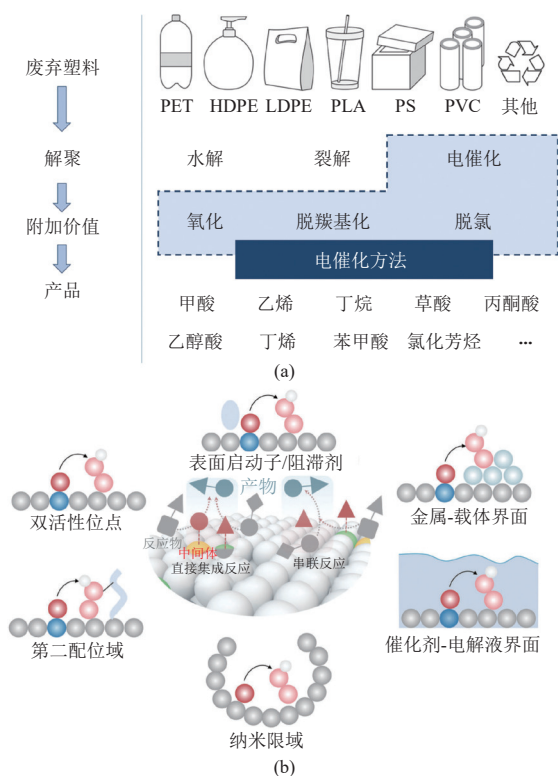 废弃塑料
PET HDPE LDPE PLA PS PVC 其他
解聚 水解 裂解 电催化
附加价值 氧化 脱羰基化 脱氯
电催化方法
产品
甲酸 乙烯 丁烷 草酸 丙酮酸
乙醇酸 丁烯 苯甲酸 氯化芳烃 ...
(a)
表面启动子/阻滞剂
双活性位点
产物
金属-载体界面
反应物
中间体
直接集成反应
串联反应
第二配位域
催化剂-电解液界面
纳米限域
(b)